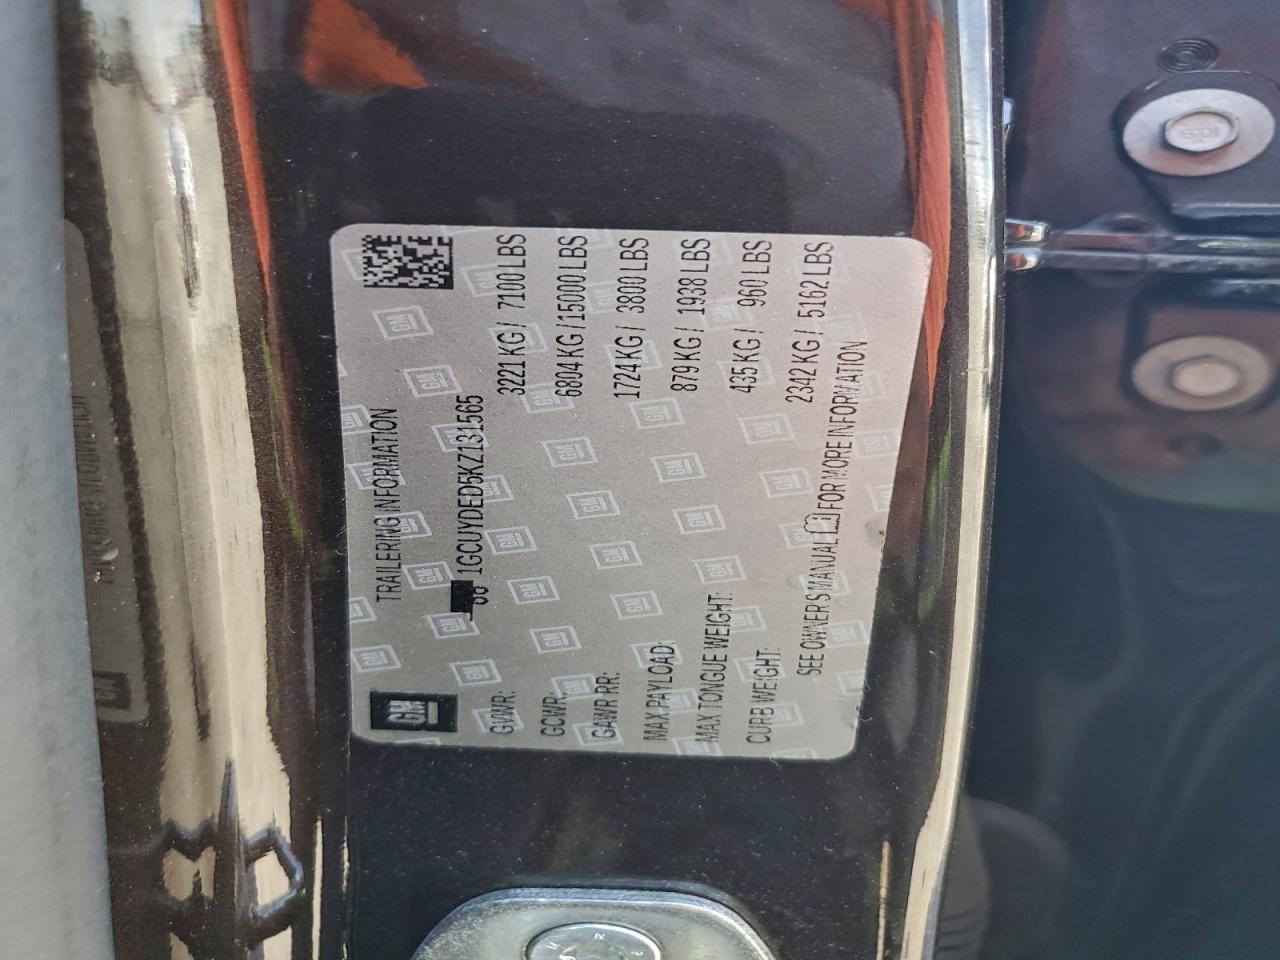 GM
TRAILERING INFORMATION
1GCUYDED5KZ131565
GVWR: 3221 KG / 7100 LBS
GCWR: 6804 KG / 15000 LBS
GAWR RR: 1724 KG / 3800 LBS
MAX PAYLOAD: 879 KG / 1938 LBS
MAX TONGUE WEIGHT: 435 KG / 960 LBS
CURB WEIGHT: 2342 KG / 5162 LBS
SEE OWNER'S MANUAL FOR MORE INFORMATION